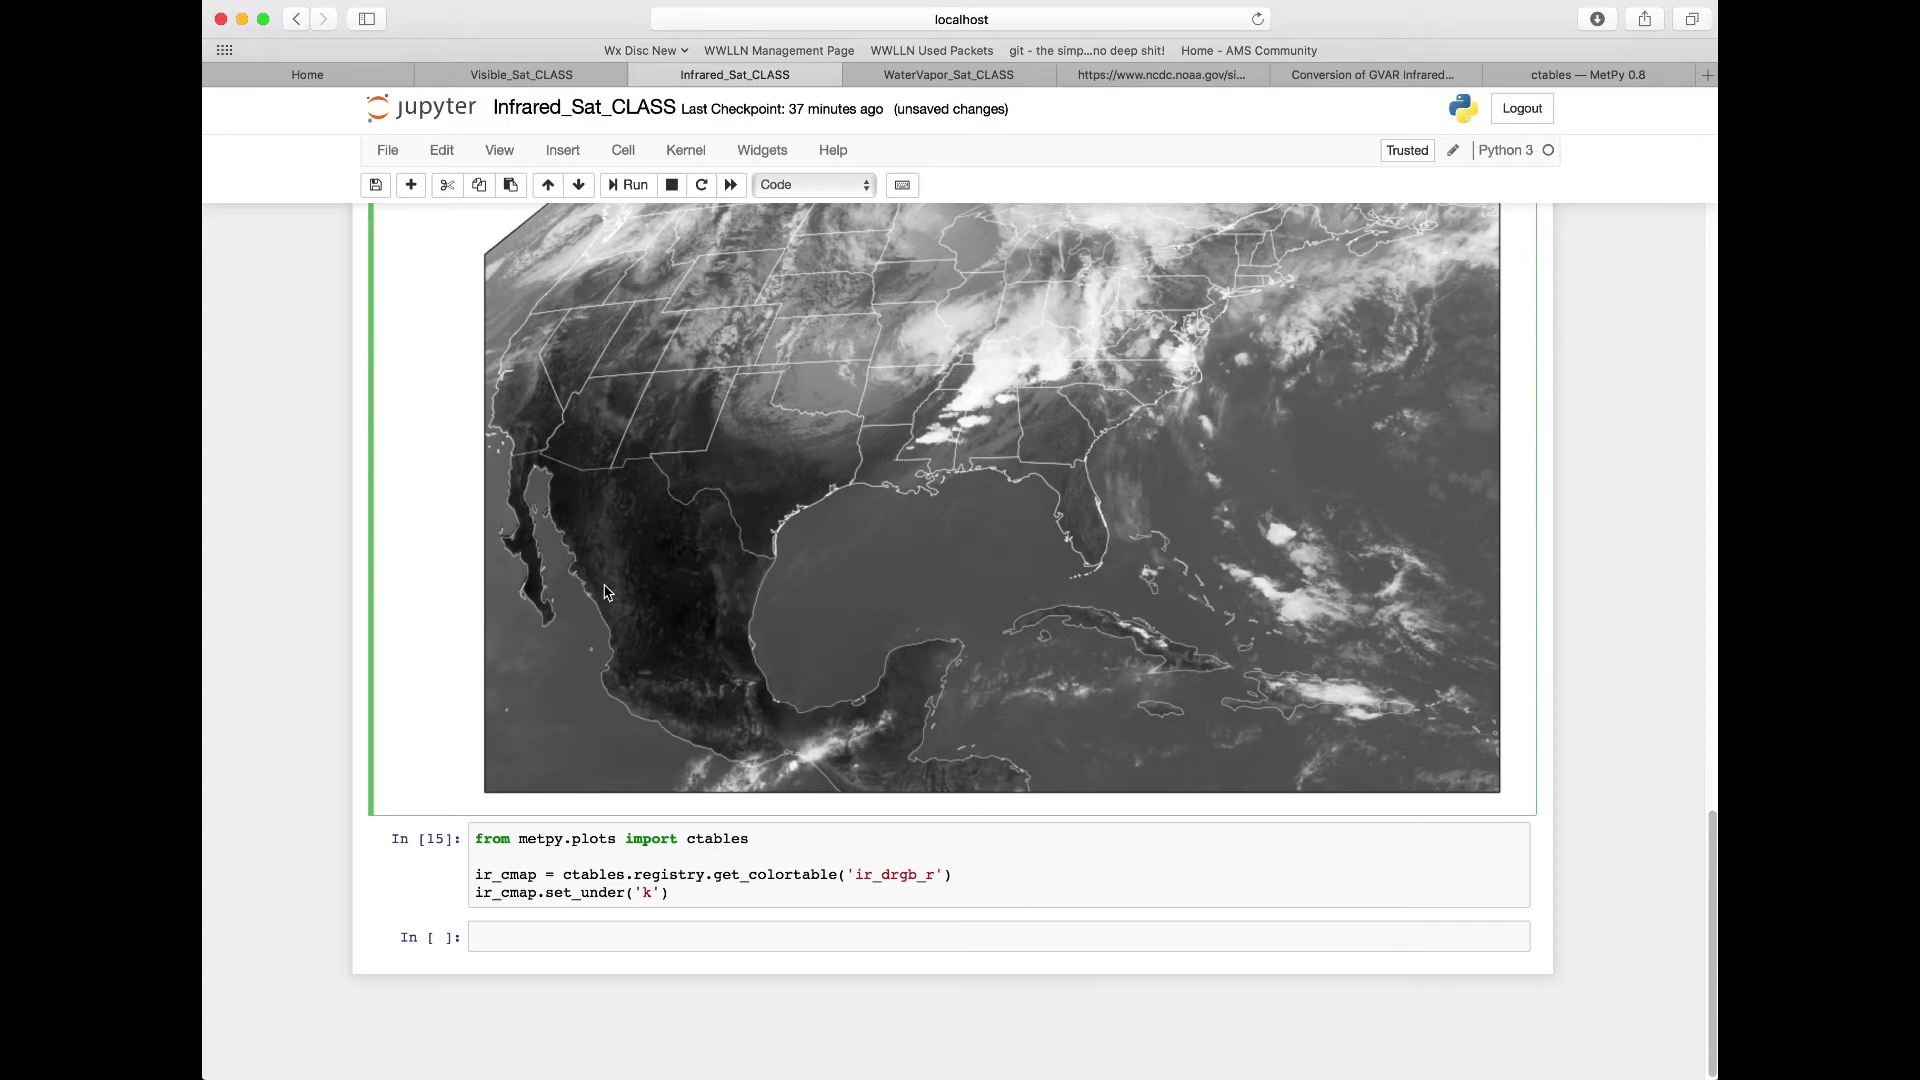 localhost
Wx Disc New WWLLN Management Page WWLLN Used Packets git - the simp...no deep shit! Home - AMS Community
Home Visible_Sat_CLASS Infrared_Sat_CLASS WaterVapor_Sat_CLASS https://www.ncdc.noaa.gov/si... Conversion of GVAR Infrared... ctables — MetPy 0.8
jupyter Infrared_Sat_CLASS Last Checkpoint: 37 minutes ago (unsaved changes) Logout
File Edit View Insert Cell Kernel Widgets Help Trusted Python 3
Run Code
In [15]: from metpy.plots import ctables
ir_cmap = ctables.registry.get_colortable('ir_drgb_r')
ir_cmap.set_under('k')
In [ ]: